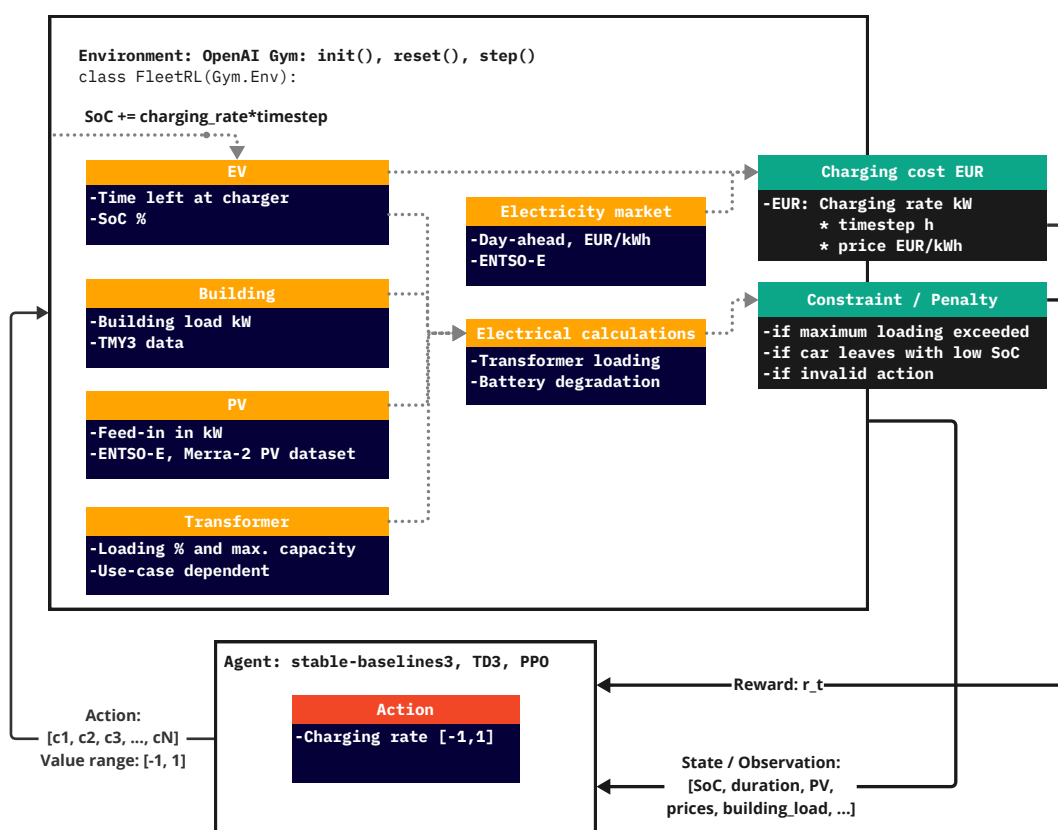 Environment: OpenAI Gym: init(), reset(), step()
class FleetRL(Gym.Env):
SoC += charging_rate*timestep
EV
-Time left at charger
-SoC %
Building
-Building load kW
-TMY3 data
PV
-Feed-in in kW
-ENTSO-E, Merra-2 PV dataset
Transformer
-Loading % and max. capacity
-Use-case dependent
Electricity market
-Day-ahead, EUR/kWh
-ENTSO-E
Electrical calculations
-Transformer loading
-Battery degradation
Charging cost EUR
-EUR: Charging rate kW
* timestep h
* price EUR/kWh
Constraint / Penalty
-if maximum loading exceeded
-if car leaves with low SoC
-if invalid action
Agent: stable-baselines3, TD3, PPO
Action
-Charging rate [-1,1]
Action:
[c1, c2, c3, ..., cN]
Value range: [-1, 1]
Reward: r_t
State / Observation:
[SoC, duration, PV,
prices, building_load, ...]